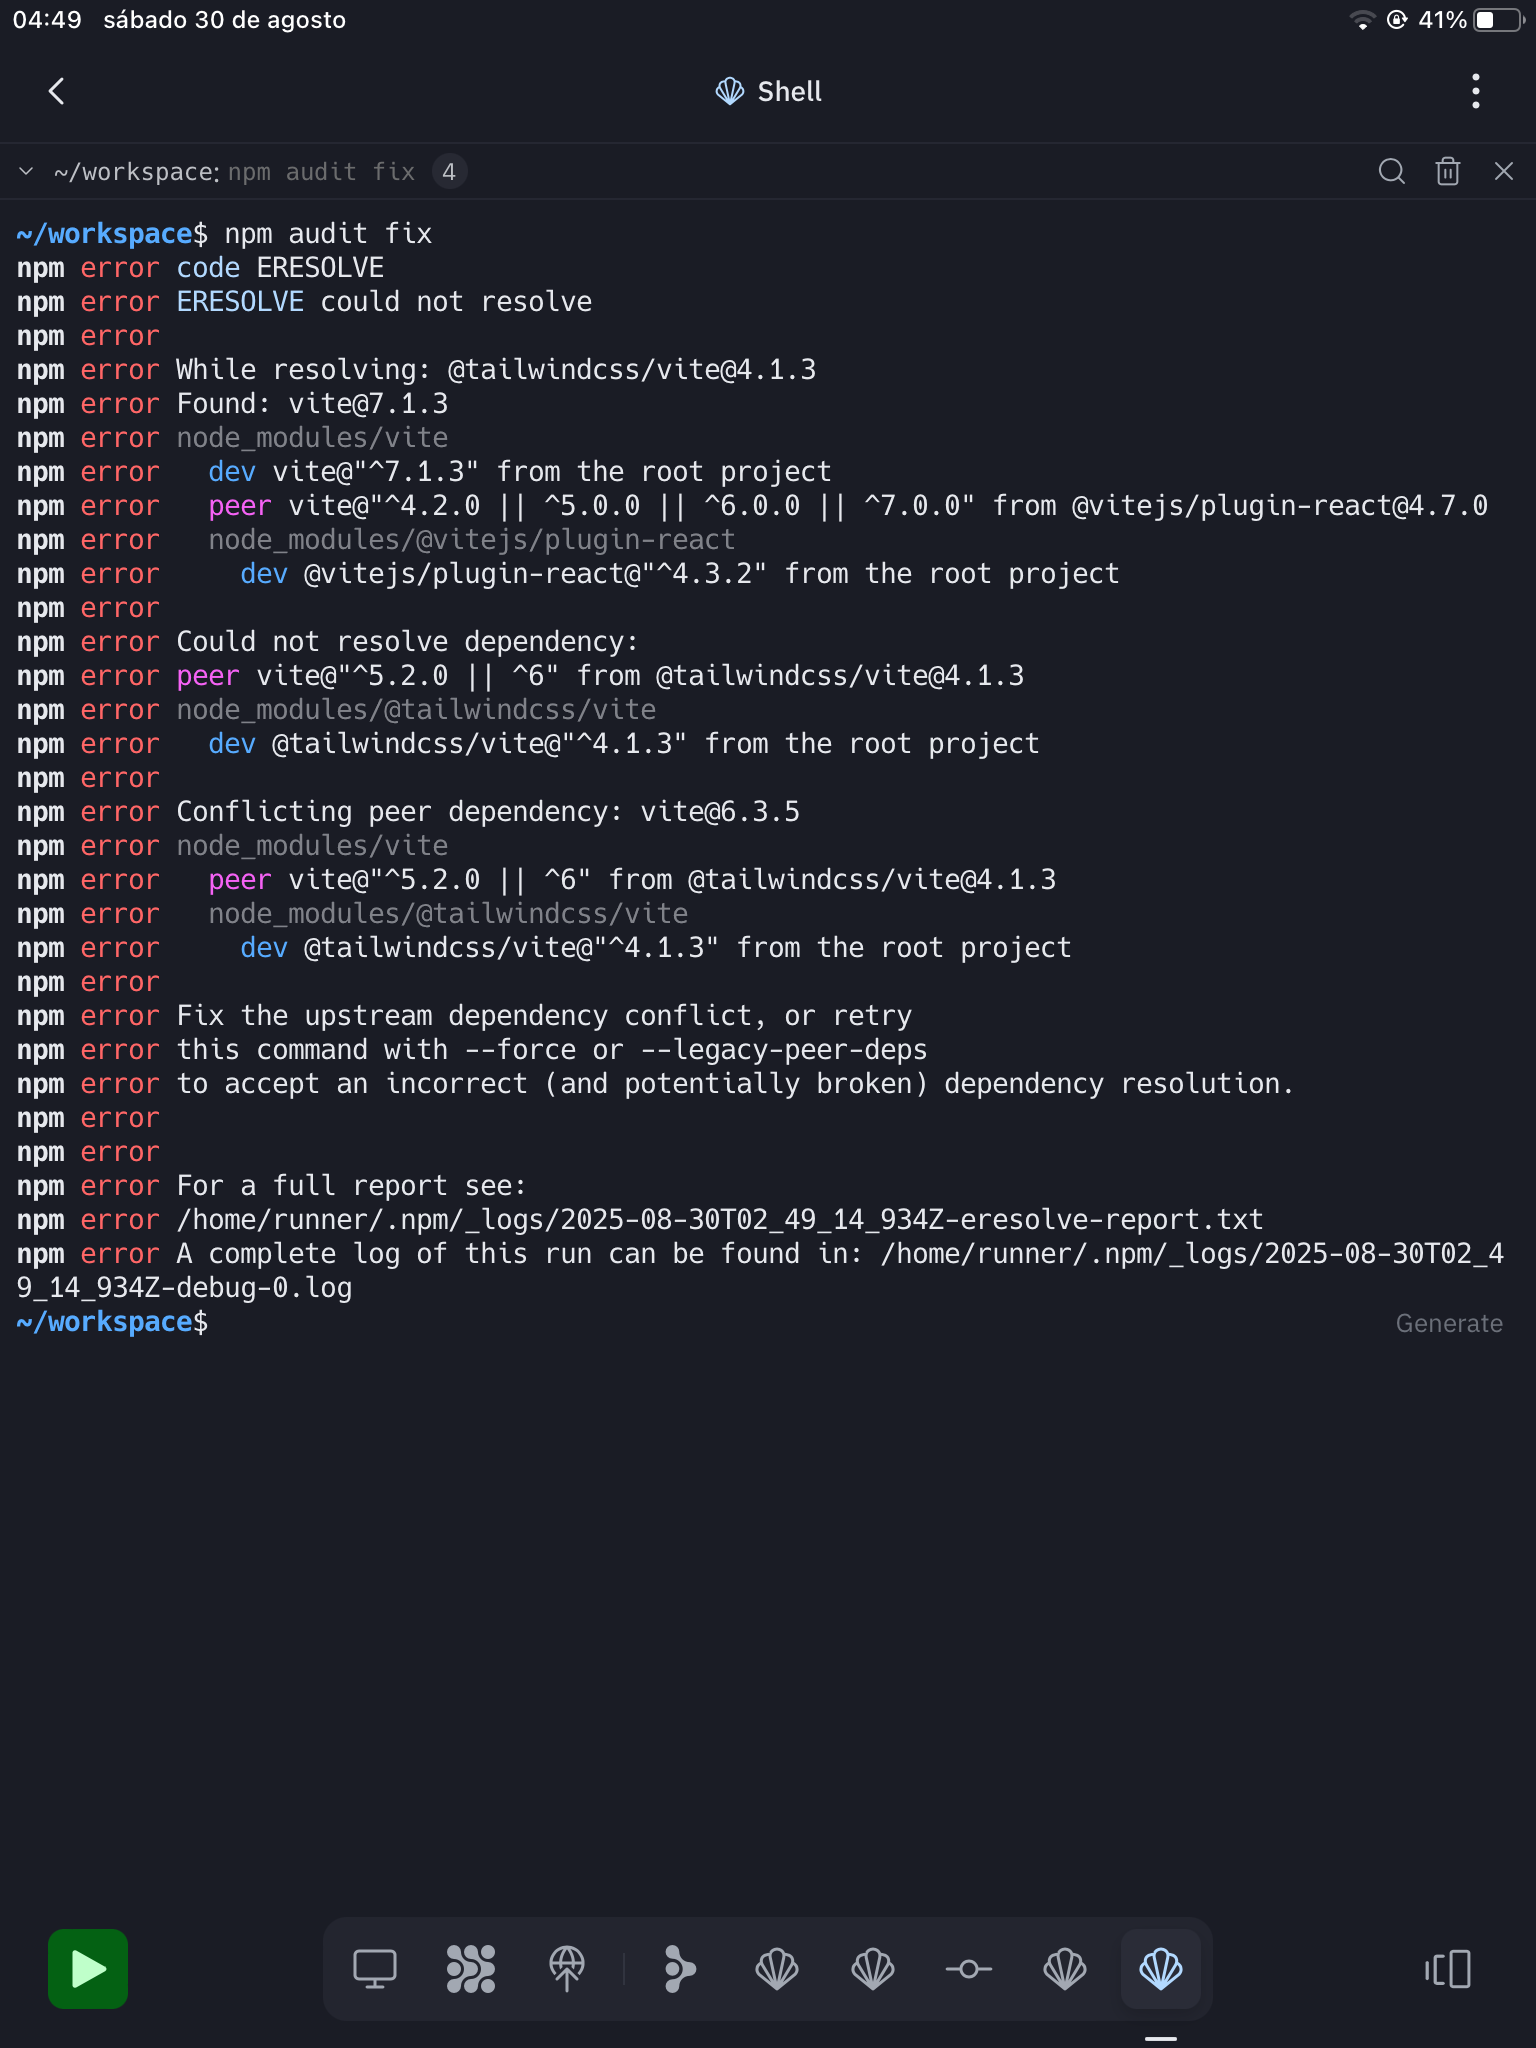 04:49 sábado 30 de agosto 41%
Shell
~/workspace: npm audit fix 4
~/workspace$ npm audit fix
npm error code ERESOLVE
npm error ERESOLVE could not resolve
npm error
npm error While resolving: @tailwindcss/vite@4.1.3
npm error Found: vite@7.1.3
npm error node_modules/vite
npm error   dev vite@"^7.1.3" from the root project
npm error   peer vite@"^4.2.0 || ^5.0.0 || ^6.0.0 || ^7.0.0" from @vitejs/plugin-react@4.7.0
npm error   node_modules/@vitejs/plugin-react
npm error     dev @vitejs/plugin-react@"^4.3.2" from the root project
npm error
npm error Could not resolve dependency:
npm error peer vite@"^5.2.0 || ^6" from @tailwindcss/vite@4.1.3
npm error node_modules/@tailwindcss/vite
npm error   dev @tailwindcss/vite@"^4.1.3" from the root project
npm error
npm error Conflicting peer dependency: vite@6.3.5
npm error node_modules/vite
npm error   peer vite@"^5.2.0 || ^6" from @tailwindcss/vite@4.1.3
npm error   node_modules/@tailwindcss/vite
npm error     dev @tailwindcss/vite@"^4.1.3" from the root project
npm error
npm error Fix the upstream dependency conflict, or retry
npm error this command with --force or --legacy-peer-deps
npm error to accept an incorrect (and potentially broken) dependency resolution.
npm error
npm error
npm error For a full report see:
npm error /home/runner/.npm/_logs/2025-08-30T02_49_14_934Z-eresolve-report.txt
npm error A complete log of this run can be found in: /home/runner/.npm/_logs/2025-08-30T02_4
9_14_934Z-debug-0.log
~/workspace$ Generate